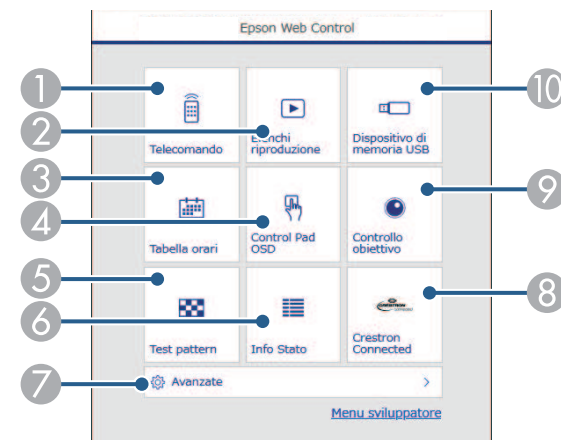 Epson Web Control
1
2
3
4
5
6
7
8
9
10
Telecomando
Elenchi
riproduzione
Dispositivo di
memoria USB
Tabella orari
Control Pad
OSD
Controllo
obiettivo
CRESTRON
Test pattern
Info Stato
Crestron
Connected
Avanzate
Menu sviluppatore